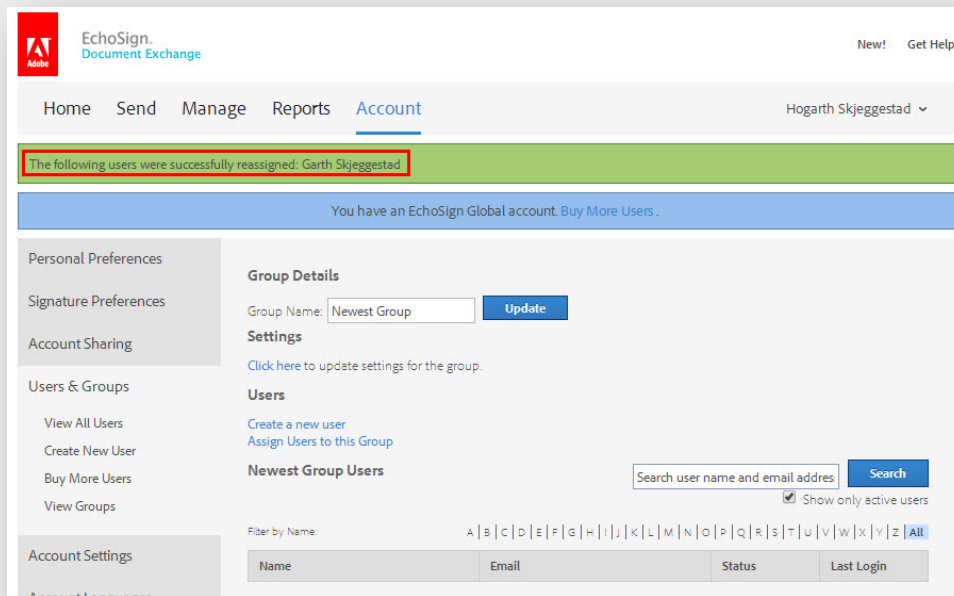 Adobe
EchoSign.
Document Exchange
New! Get Help
Home Send Manage Reports Account
Hogarth Skjeggestad
The following users were successfully reassigned: Garth Skjeggestad
You have an EchoSign Global account. Buy More Users.
Personal Preferences
Signature Preferences
Account Sharing
Users & Groups
View All Users
Create New User
Buy More Users
View Groups
Account Settings
Account Languages
Group Details
Group Name: Newest Group Update
Settings
Click here to update settings for the group.
Users
Create a new user
Assign Users to this Group
Newest Group Users
Search user name and email addres Search
Show only active users
Filter by Name: A|B|C|D|E|F|G|H|I|J|K|L|M|N|O|P|Q|R|S|T|U|V|W|X|Y|Z|All
Name Email Status Last Login